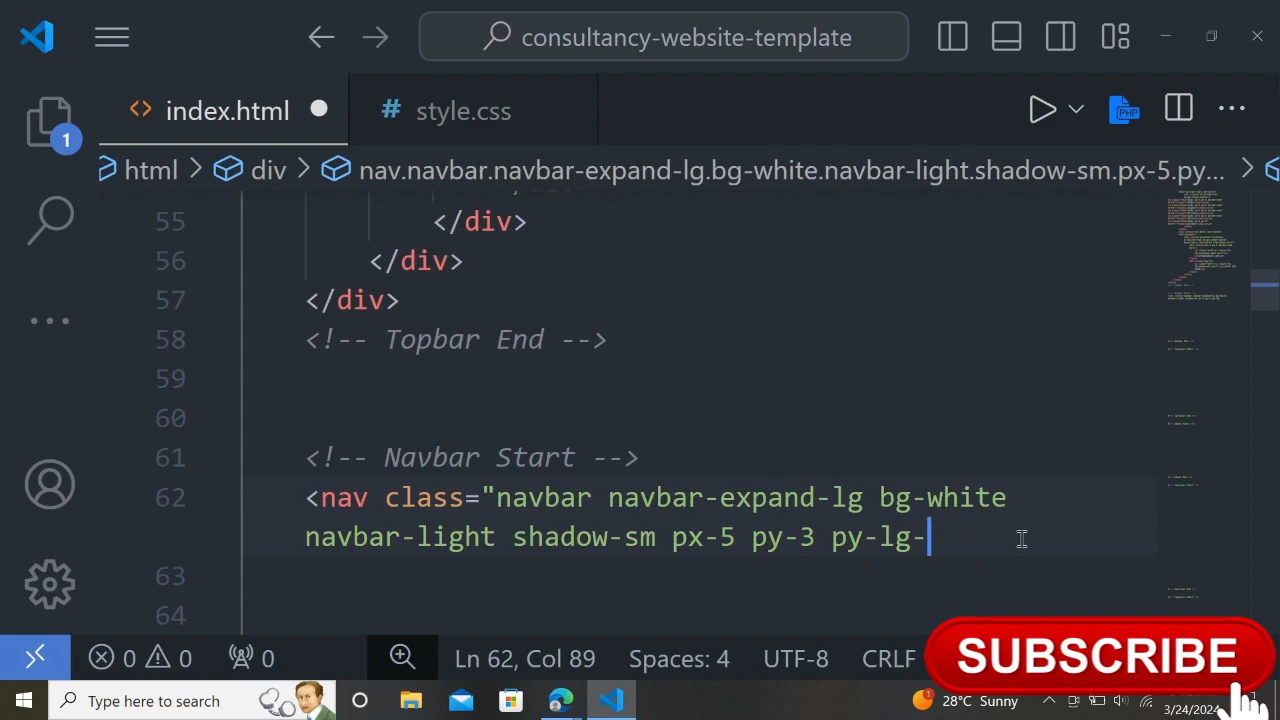 consultancy-website-template
index.html
style.css
html > div > nav.navbar.navbar-expand-lg.bg-white.navbar-light.shadow-sm.px-5.py... >
1
55 </div>
56 </div>
57 </div>
58 <!-- Topbar End -->
59
60
61 <!-- Navbar Start -->
62 <nav class="navbar navbar-expand-lg bg-white
navbar-light shadow-sm px-5 py-3 py-lg-
63
64
0 0 0 Ln 62, Col 89 Spaces: 4 UTF-8 CRLF
SUBSCRIBE
Type here to search
28°C Sunny
3/24/2024